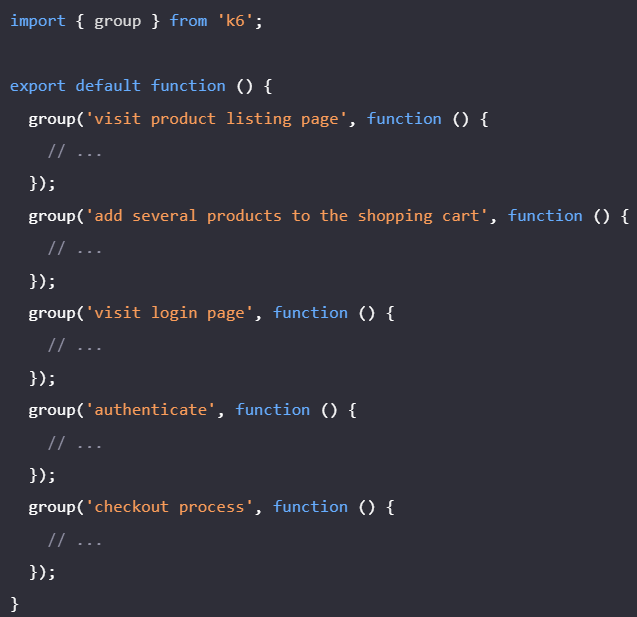 import { group } from 'k6';

export default function () {
  group('visit product listing page', function () {
    // ...
  });
  group('add several products to the shopping cart', function () {
    // ...
  });
  group('visit login page', function () {
    // ...
  });
  group('authenticate', function () {
    // ...
  });
  group('checkout process', function () {
    // ...
  });
}